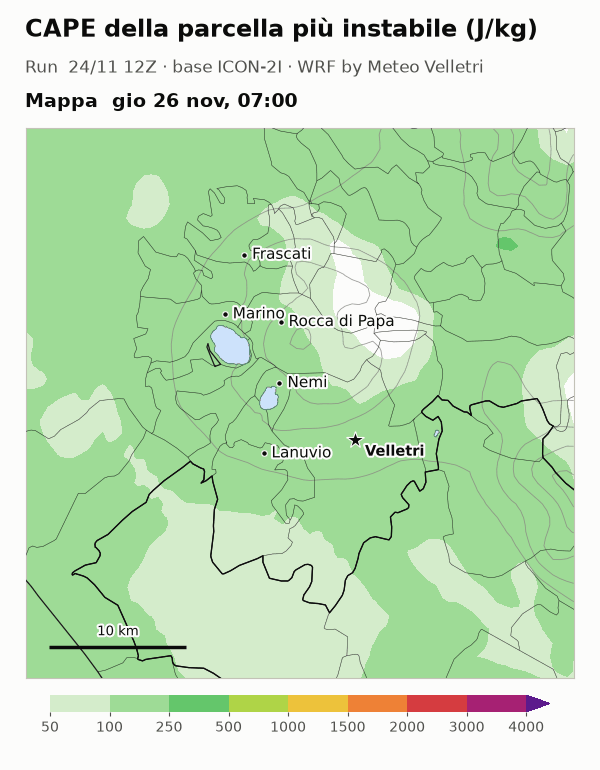 CAPE della parcella più instabile (J/kg)
Run  24/11 12Z · base ICON-2I · WRF by Meteo Velletri
Mappa  gio 26 nov, 07:00
Frascati
Marino
Rocca di Papa
Nemi
Velletri
Lanuvio
10 km
50 100 250 500 1000 1500 2000 3000 4000